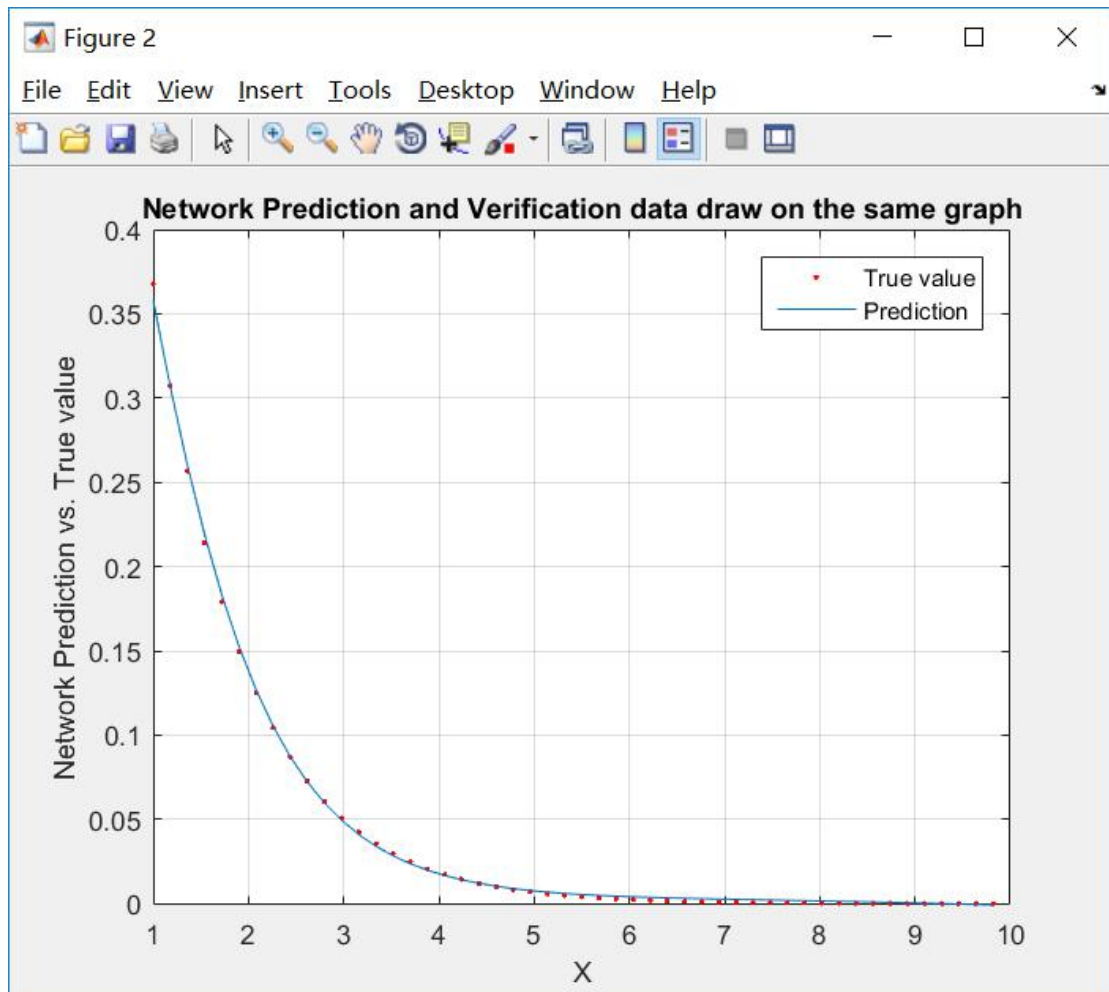 Figure 2
File Edit View Insert Tools Desktop Window Help
Network Prediction and Verification data draw on the same graph
Network Prediction vs. True value
0.4
0.35
0.3
0.25
0.2
0.15
0.1
0.05
0
True value
Prediction
1 2 3 4 5 6 7 8 9 10
X